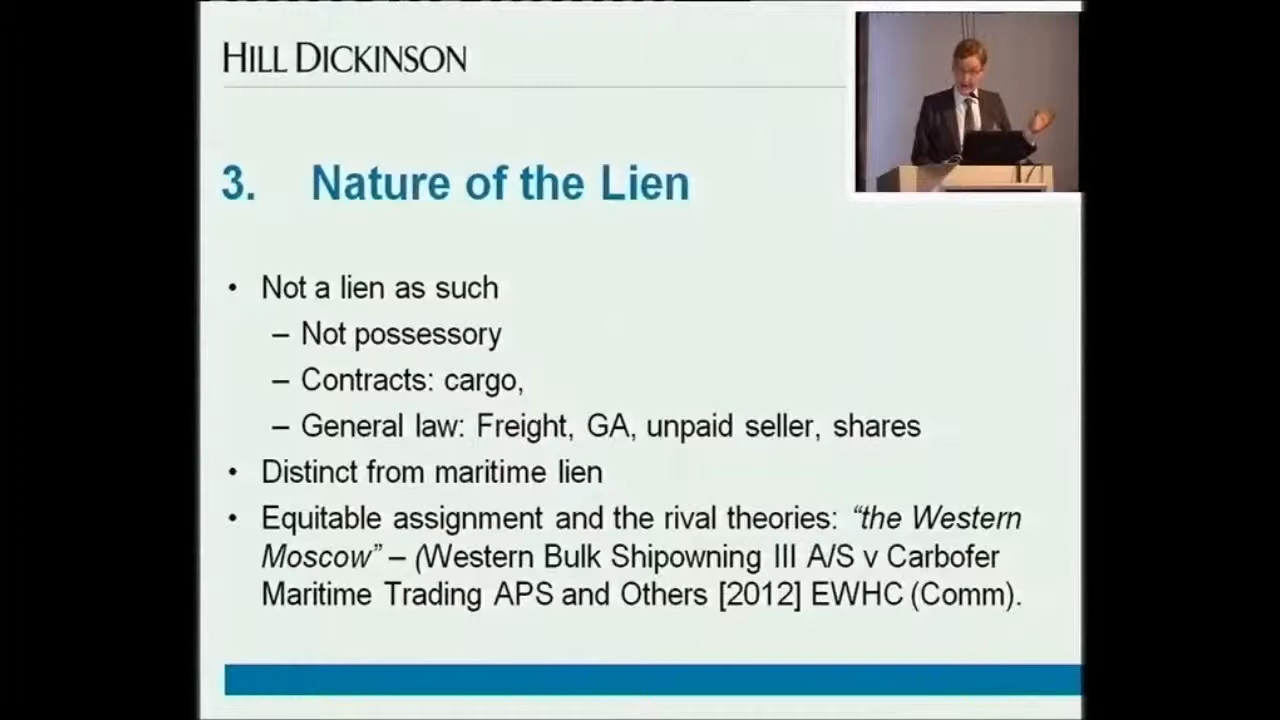 HILL DICKINSON
3. Nature of the Lien
• Not a lien as such
– Not possessory
– Contracts: cargo,
– General law: Freight, GA, unpaid seller, shares
• Distinct from maritime lien
• Equitable assignment and the rival theories: “the Western
Moscow” – (Western Bulk Shipowning III A/S v Carbofer
Maritime Trading APS and Others [2012] EWHC (Comm).